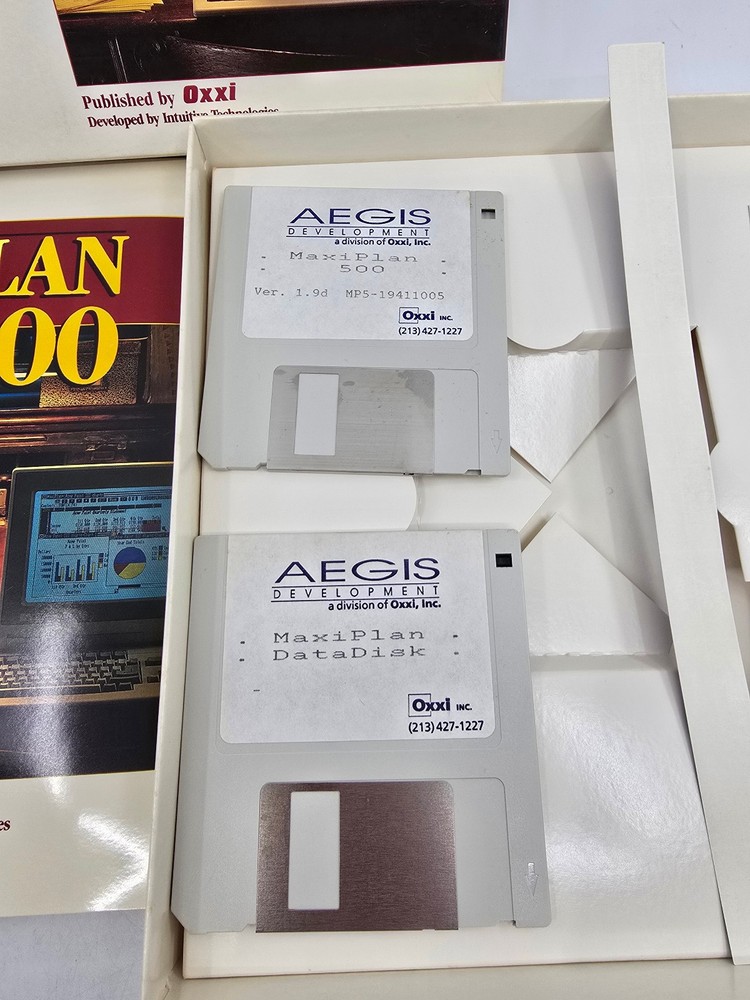 Published by Oxxi
Developed by Intuitive Technologies
LAN
00
es
AEGIS
DEVELOPMENT
a division of Oxxi, Inc.
MaxiPlan
500
Ver. 1.9d MP5-19411005
Oxxi INC.
(213) 427-1227
AEGIS
DEVELOPMENT
a division of Oxxi, Inc.
MaxiPlan
DataDisk
Oxxi INC.
(213) 427-1227